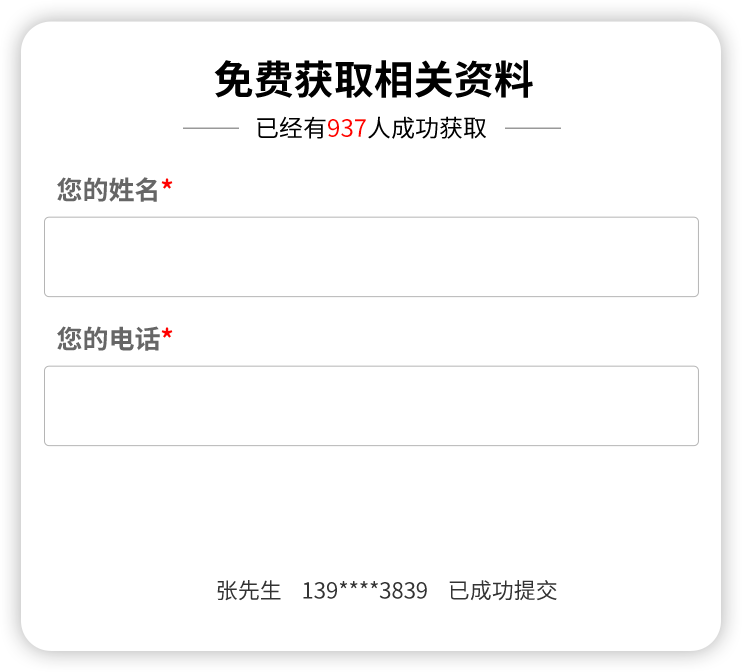 免费获取相关资料
已经有937人成功获取
您的姓名*
您的电话*
张先生 139****3839 已成功提交